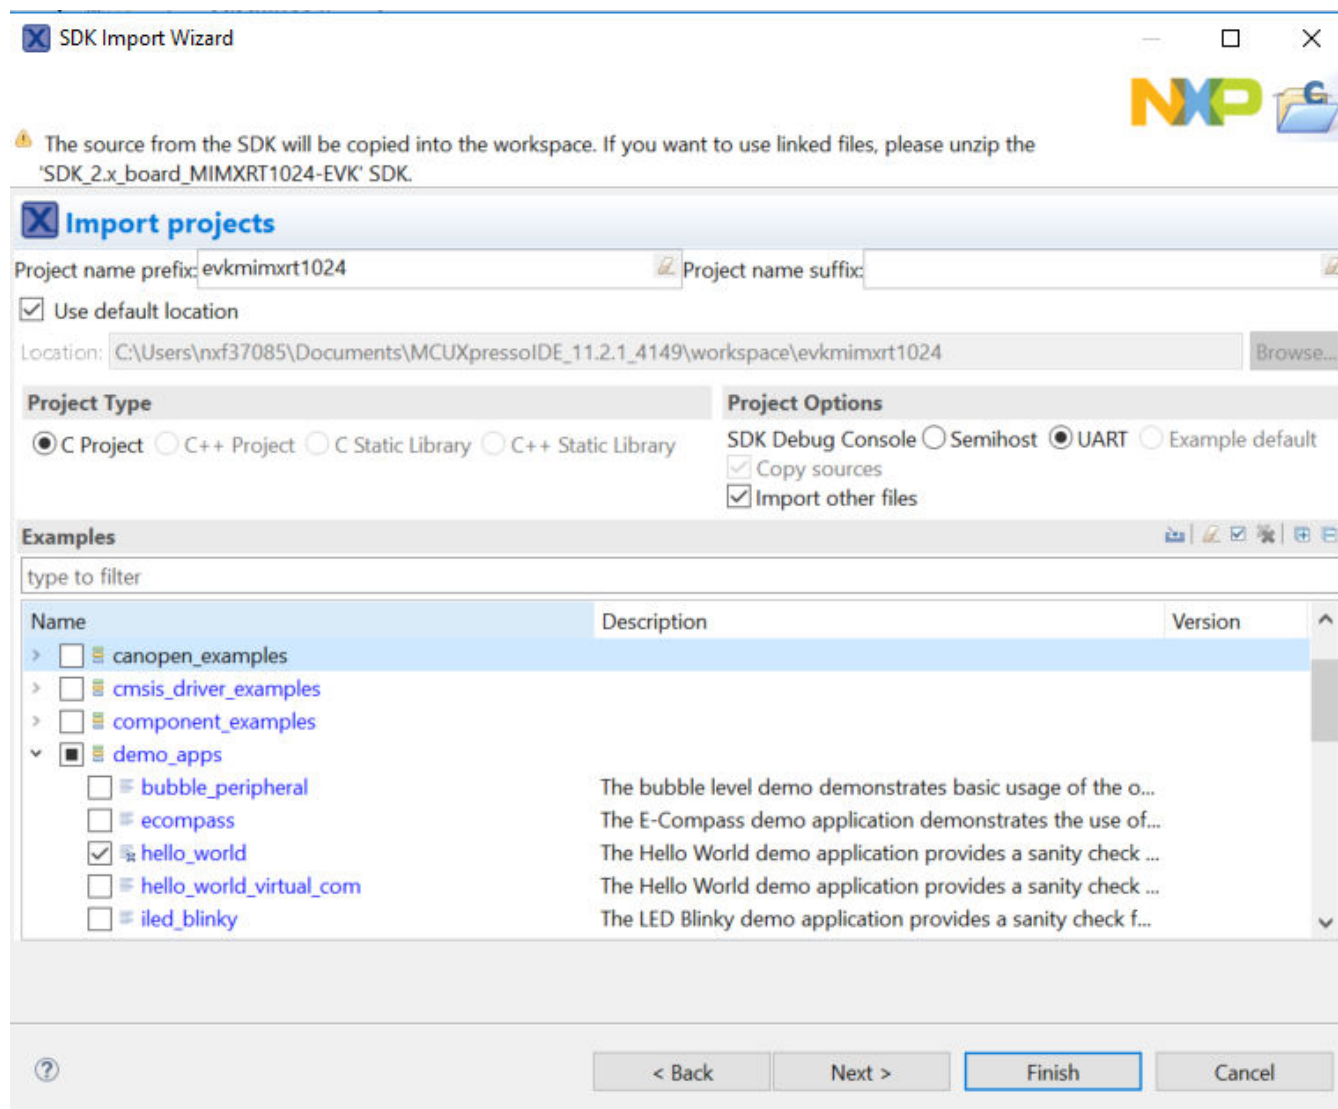 SDK Import Wizard
NXP
The source from the SDK will be copied into the workspace. If you want to use linked files, please unzip the
'SDK_2.x_board_MIMXRT1024-EVK' SDK.
Import projects
Project name prefix: evkmimxrt1024 Project name suffix:
Use default location
Location: C:\Users\nxf37085\Documents\MCUXpressoIDE_11.2.1_4149\workspace\evkmimxrt1024 Browse...
Project Type Project Options
C Project C++ Project C Static Library C++ Static Library SDK Debug Console Semihost UART Example default
Copy sources
Import other files
Examples
type to filter
Name Description Version
canopen_examples
cmsis_driver_examples
component_examples
demo_apps
bubble_peripheral The bubble level demo demonstrates basic usage of the o...
ecompass The E-Compass demo application demonstrates the use of...
hello_world The Hello World demo application provides a sanity check ...
hello_world_virtual_com The Hello World demo application provides a sanity check ...
iled_blinky The LED Blinky demo application provides a sanity check f...
< Back Next > Finish Cancel